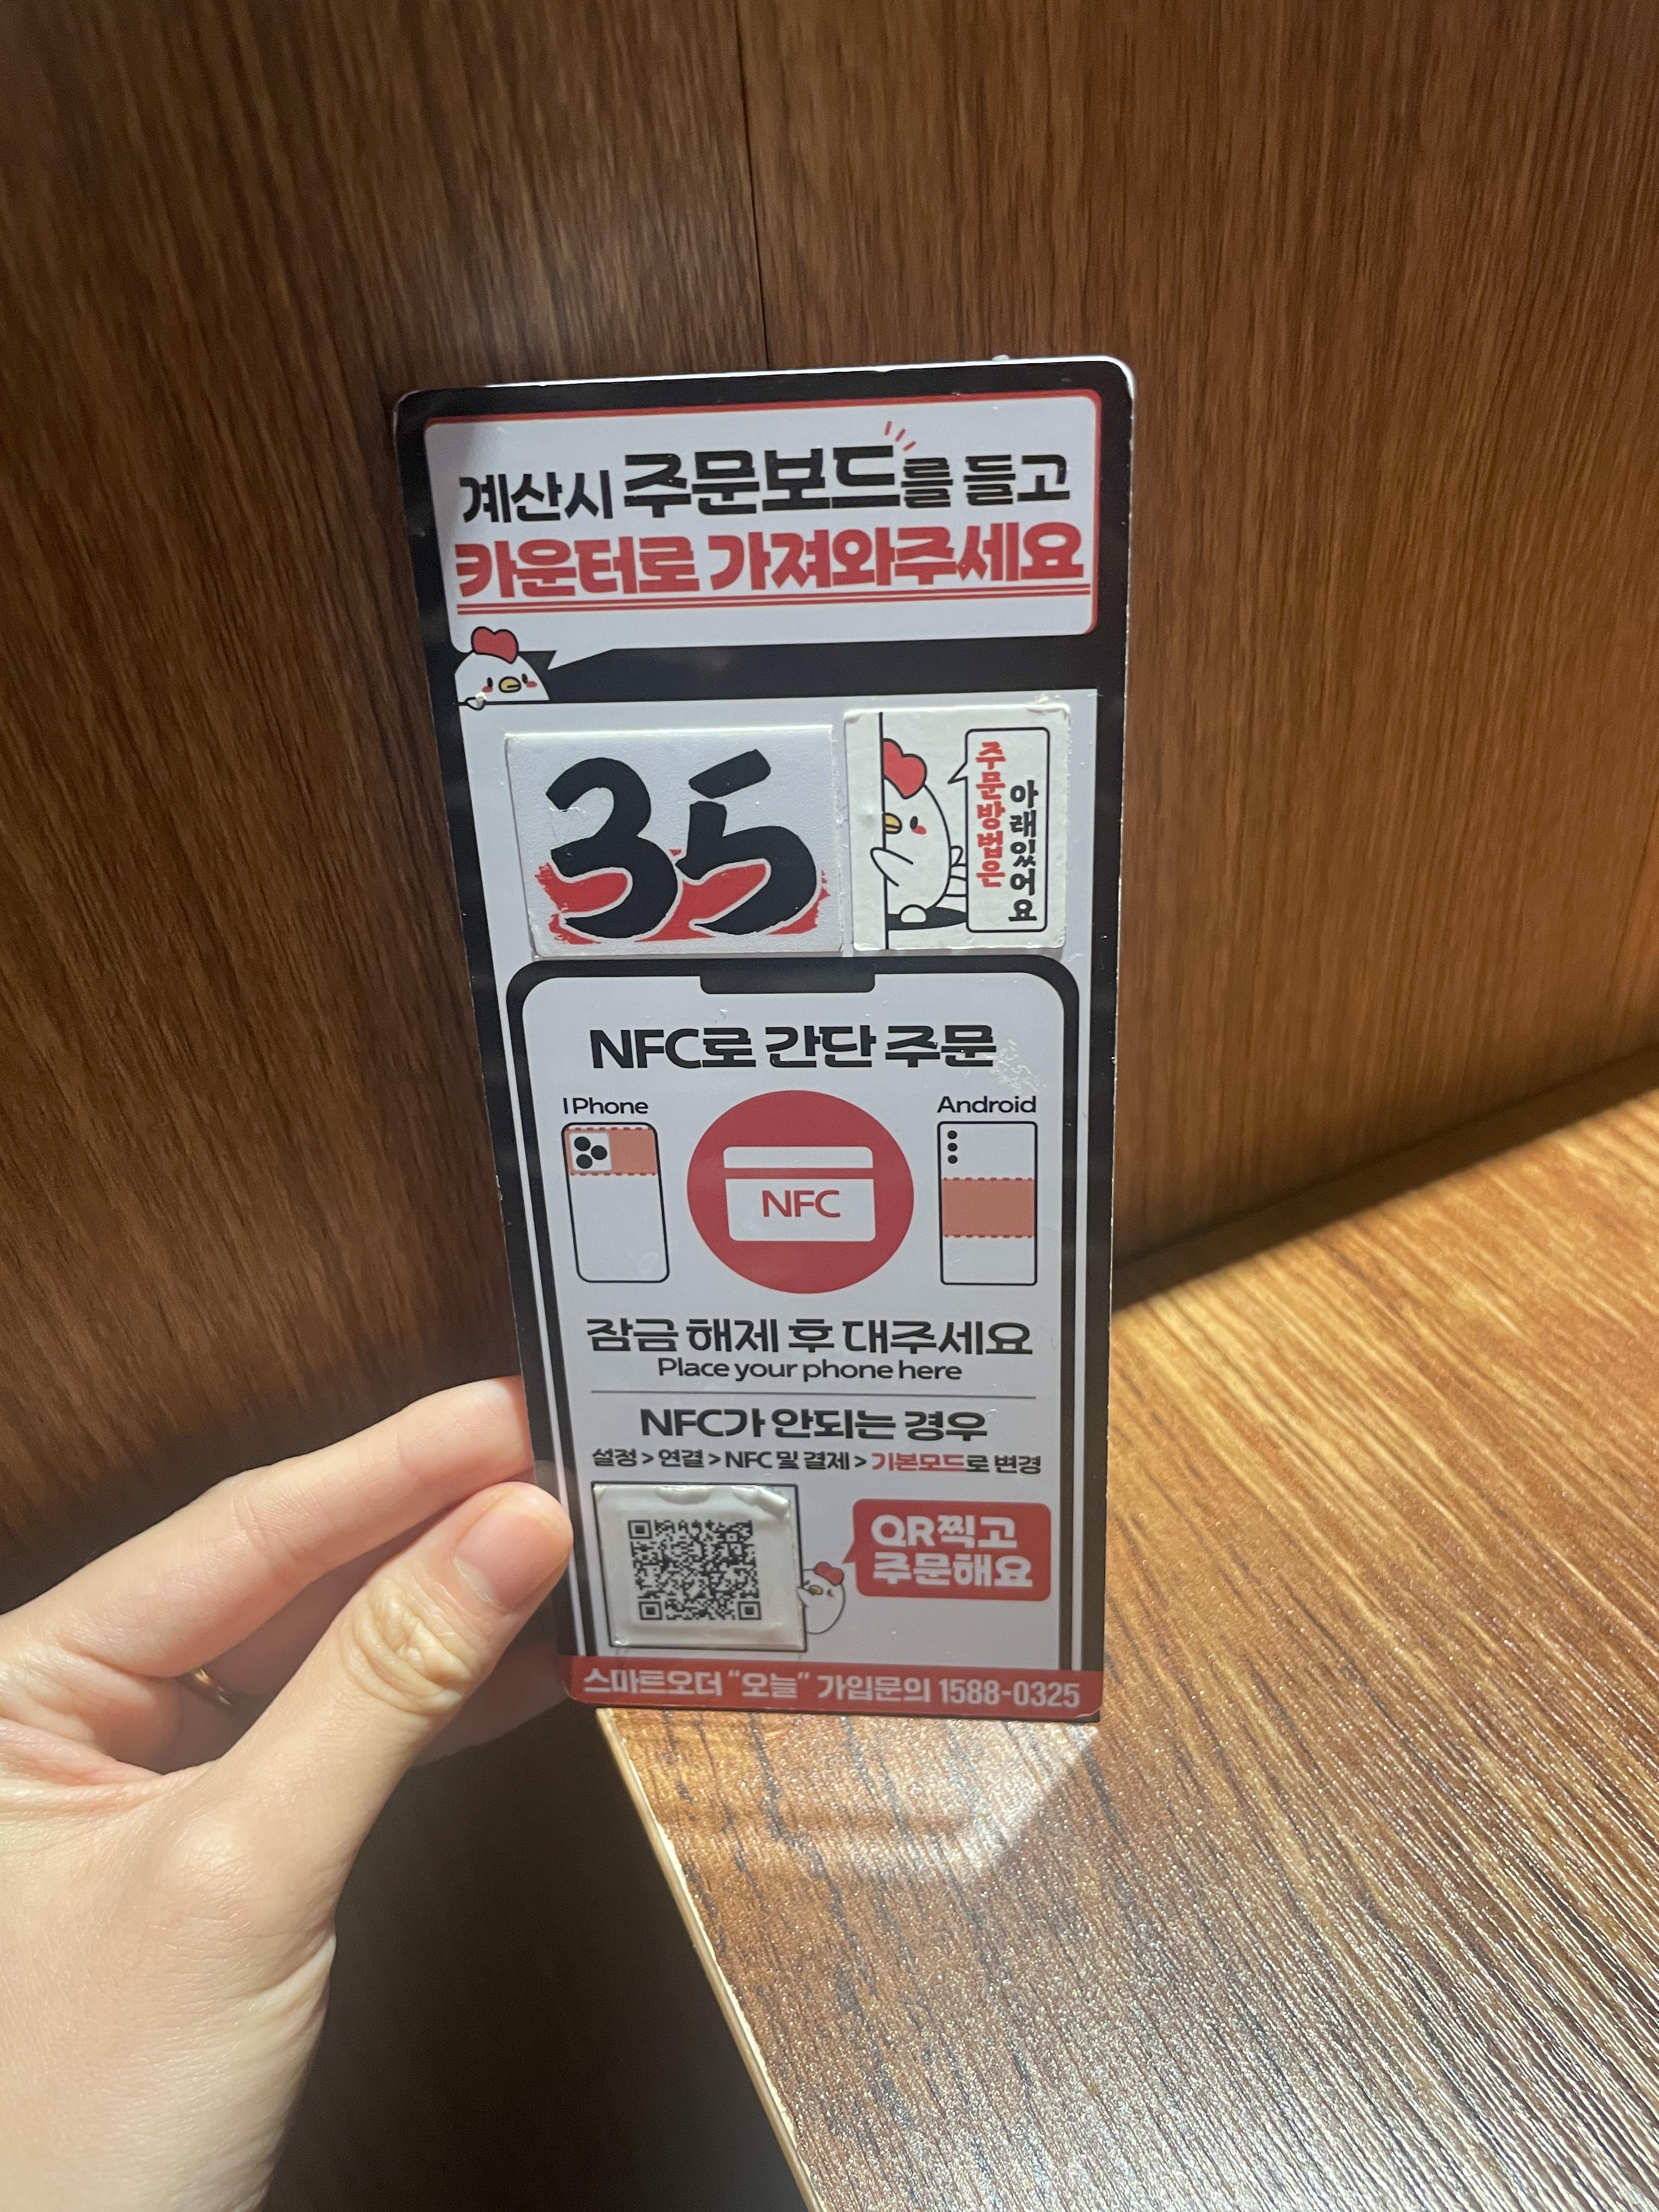 계산시 주문보드를 들고
카운터로 가져와주세요
35
주문방법은
아래있어요
NFC로 간단 주문
IPhone
Android
NFC
잠금 해제 후 대주세요
Place your phone here
NFC가 안되는 경우
설정 > 연결 > NFC 및 결제 > 기본모드로 변경
QR찍고
주문해요
스마트오더 "오늘" 가입문의 1588-0325